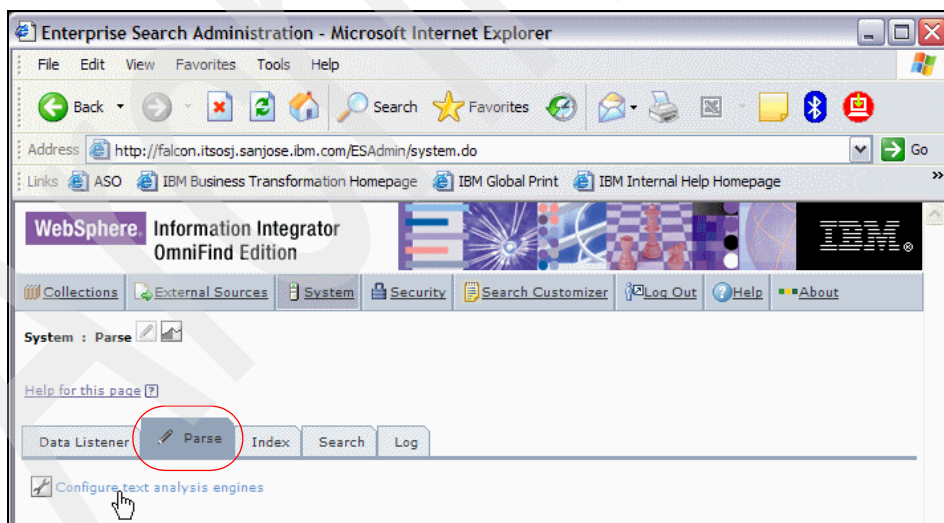 Enterprise Search Administration - Microsoft Internet Explorer
File Edit View Favorites Tools Help
Back Search Favorites
Address http://falcon.itsosj.sanjose.ibm.com/ESAdmin/system.do Go
Links ASO IBM Business Transformation Homepage IBM Global Print IBM Internal Help Homepage »
WebSphere. Information Integrator
OmniFind Edition
IBM®
Collections External Sources System Security Search Customizer Log Out Help About
System : Parse
Help for this page ?
Data Listener Parse Index Search Log
Configure text analysis engines